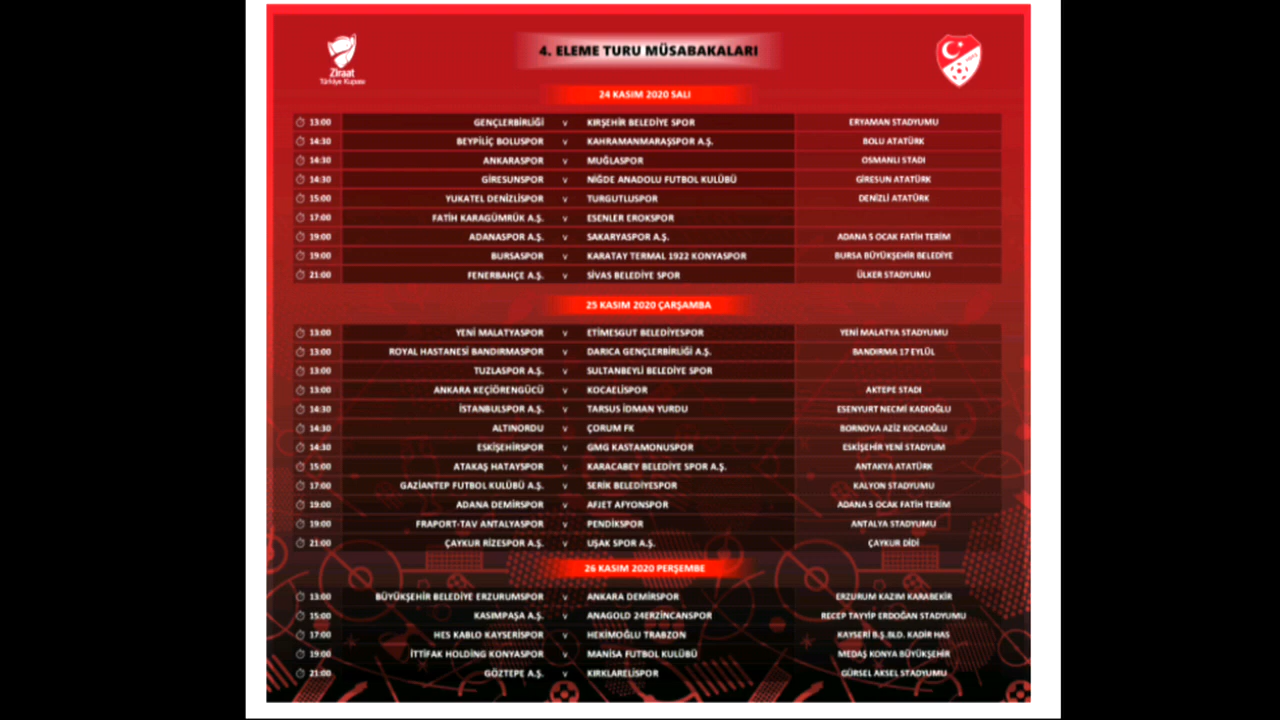 Ziraat
Türkiye Kupası
4. ELEME TURU MÜSABAKALARI
1923
24 KASIM 2020 SALI
13:00 GENÇLERBİRLİĞİ v KIRŞEHİR BELEDİYE SPOR ERYAMAN STADYUMU
14:30 BEYPİLİÇ BOLUSPOR v KAHRAMANMARAŞSPOR A.Ş. BOLU ATATÜRK
14:30 ANKARASPOR v MUĞLASPOR OSMANLI STADI
14:30 GİRESUNSPOR v NİĞDE ANADOLU FUTBOL KULÜBÜ GİRESUN ATATÜRK
15:00 YUKATEL DENİZLİSPOR v TURGUTLUSPOR DENİZLİ ATATÜRK
17:00 FATİH KARAGÜMRÜK A.Ş. v ESENLER EROKSPOR
19:00 ADANASPOR A.Ş. v SAKARYASPOR A.Ş. ADANA 5 OCAK FATİH TERİM
19:00 BURSASPOR v KARATAY TERMAL 1922 KONYASPOR BURSA BÜYÜKŞEHİR BELEDİYE
21:00 FENERBAHÇE A.Ş. v SİVAS BELEDİYE SPOR ÜLKER STADYUMU
25 KASIM 2020 ÇARŞAMBA
13:00 YENİ MALATYASPOR v ETİMESGUT BELEDİYESPOR YENİ MALATYA STADYUMU
13:00 ROYAL HASTANESİ BANDIRMASPOR v DARICA GENÇLERBİRLİĞİ A.Ş. BANDIRMA 17 EYLÜL
13:00 TUZLASPOR A.Ş. v SULTANBEYLİ BELEDİYE SPOR
13:00 ANKARA KEÇİÖRENGÜCÜ v KOCAELİSPOR AKTEPE STADI
14:30 İSTANBULSPOR A.Ş. v TARSUS İDMAN YURDU ESENYURT NECMİ KADIOĞLU
14:30 ALTINORDU v ÇORUM FK BORNOVA AZİZ KOCAOĞLU
14:30 ESKİŞEHİRSPOR v GMG KASTAMONUSPOR ESKİŞEHİR YENİ STADYUM
15:00 ATAKAŞ HATAYSPOR v KARACABEY BELEDİYE SPOR A.Ş. ANTAKYA ATATÜRK
17:00 GAZİANTEP FUTBOL KULÜBÜ A.Ş. v SERİK BELEDİYESPOR KALYON STADYUMU
19:00 ADANA DEMİRSPOR v AFJET AFYONSPOR ADANA 5 OCAK FATİH TERİM
19:00 FRAPORT-TAV ANTALYASPOR v PENDİKSPOR ANTALYA STADYUMU
21:00 ÇAYKUR RİZESPOR A.Ş. v UŞAK SPOR A.Ş. ÇAYKUR DİDİ
26 KASIM 2020 PERŞEMBE
13:00 BÜYÜKŞEHİR BELEDİYE ERZURUMSPOR v ANKARA DEMİRSPOR ERZURUM KAZIM KARABEKİR
15:00 KASIMPAŞA A.Ş. v ANAGOLD 24ERZİNCANSPOR RECEP TAYYİP ERDOĞAN STADYUMU
17:00 HES KABLO KAYSERİSPOR v HEKİMOĞLU TRABZON KAYSERİ B.Ş.BLD. KADİR HAS
19:00 İTTİFAK HOLDİNG KONYASPOR v MANİSA FUTBOL KULÜBÜ MEDAŞ KONYA BÜYÜKŞEHİR
21:00 GÖZTEPE A.Ş. v KIRKLARELİSPOR GÜRSEL AKSEL STADYUMU